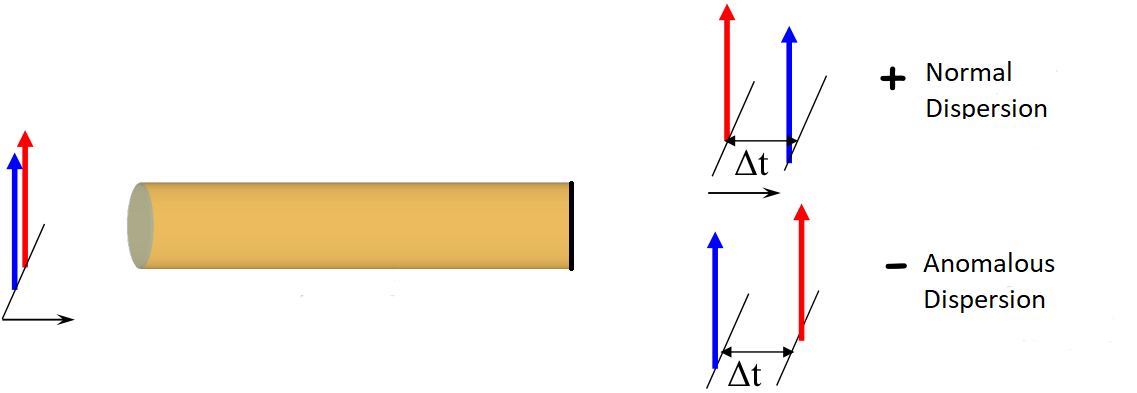 Δt
+ Normal
Dispersion
Δt
− Anomalous
Dispersion